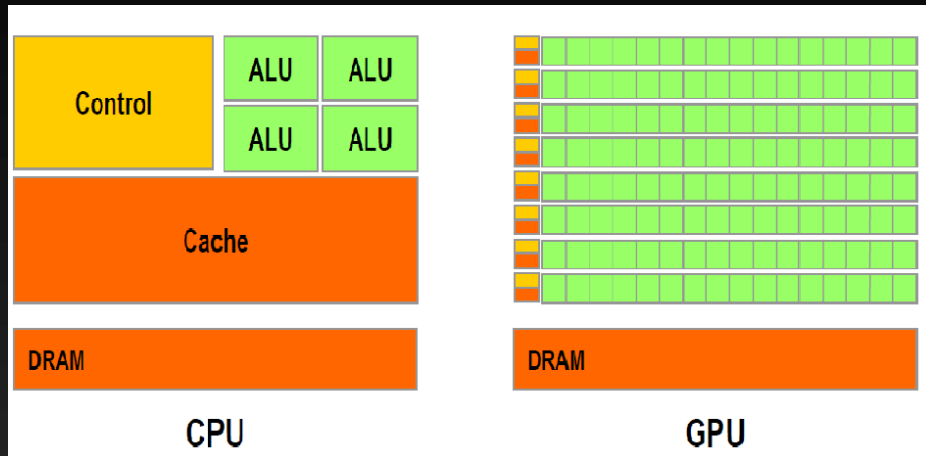 Control
ALU ALU
ALU ALU
Cache
DRAM
CPU
DRAM
GPU